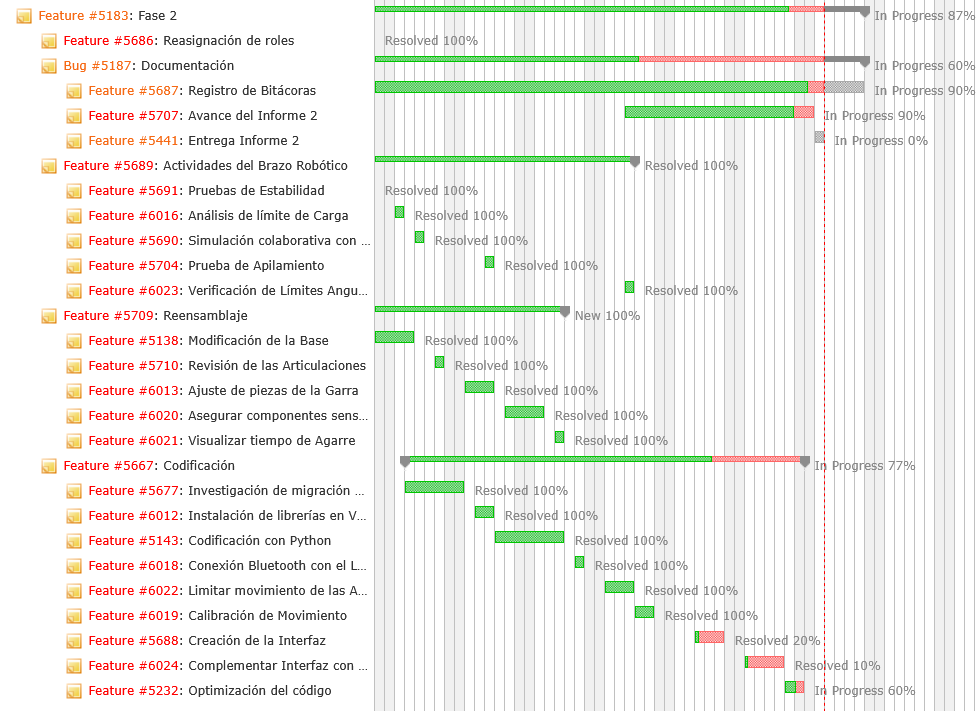 Feature #5183: Fase 2 In Progress 87%
Feature #5686: Reasignación de roles Resolved 100%
Bug #5187: Documentación In Progress 60%
Feature #5687: Registro de Bitácoras In Progress 90%
Feature #5707: Avance del Informe 2 In Progress 90%
Feature #5441: Entrega Informe 2 In Progress 0%
Feature #5689: Actividades del Brazo Robótico Resolved 100%
Feature #5691: Pruebas de Estabilidad Resolved 100%
Feature #6016: Análisis de límite de Carga Resolved 100%
Feature #5690: Simulación colaborativa con ... Resolved 100%
Feature #5704: Prueba de Apilamiento Resolved 100%
Feature #6023: Verificación de Límites Angu... Resolved 100%
Feature #5709: Reensamblaje New 100%
Feature #5138: Modificación de la Base Resolved 100%
Feature #5710: Revisión de las Articulaciones Resolved 100%
Feature #6013: Ajuste de piezas de la Garra Resolved 100%
Feature #6020: Asegurar componentes sens... Resolved 100%
Feature #6021: Visualizar tiempo de Agarre Resolved 100%
Feature #5667: Codificación In Progress 77%
Feature #5677: Investigación de migración ... Resolved 100%
Feature #6012: Instalación de librerías en V... Resolved 100%
Feature #5143: Codificación con Python Resolved 100%
Feature #6018: Conexión Bluetooth con el L... Resolved 100%
Feature #6022: Limitar movimiento de las A... Resolved 100%
Feature #6019: Calibración de Movimiento Resolved 100%
Feature #5688: Creación de la Interfaz Resolved 20%
Feature #6024: Complementar Interfaz con ... Resolved 10%
Feature #5232: Optimización del código In Progress 60%